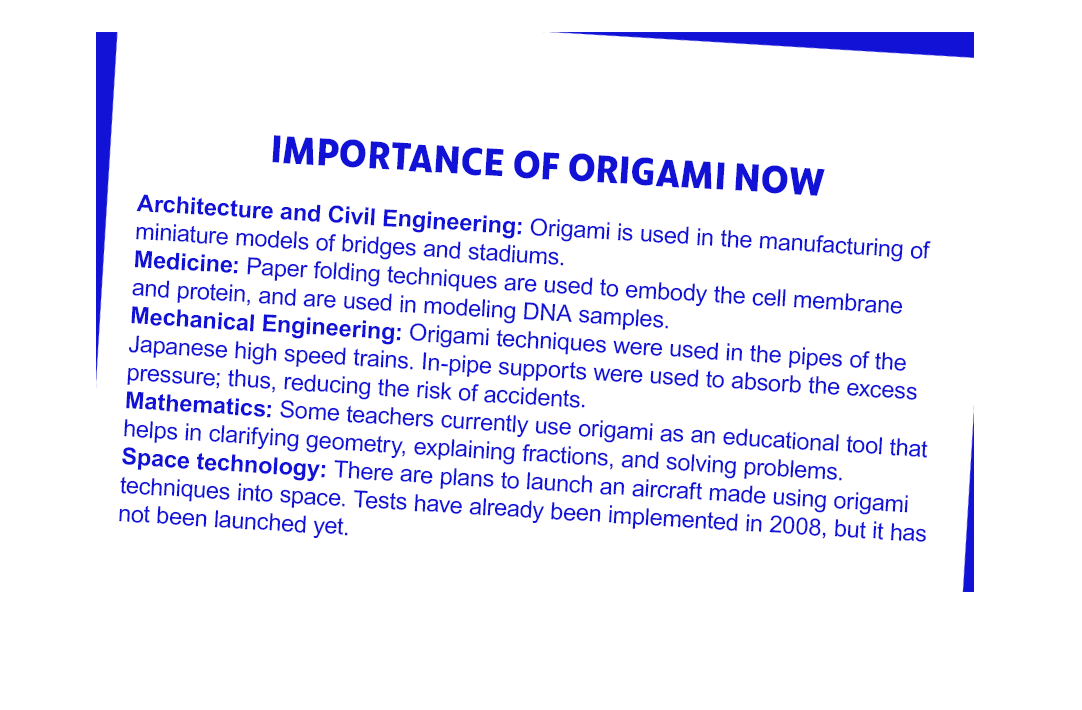 IMPORTANCE OF ORIGAMI NOW
Architecture and Civil Engineering: Origami is used in the manufacturing of
miniature models of bridges and stadiums.
Medicine: Paper folding techniques are used to embody the cell membrane
and protein, and are used in modeling DNA samples.
Mechanical Engineering: Origami techniques were used in the pipes of the
Japanese high speed trains. In-pipe supports were used to absorb the excess
pressure; thus, reducing the risk of accidents.
Mathematics: Some teachers currently use origami as an educational tool that
helps in clarifying geometry, explaining fractions, and solving problems.
Space technology: There are plans to launch an aircraft made using origami
techniques into space. Tests have already been implemented in 2008, but it has
not been launched yet.